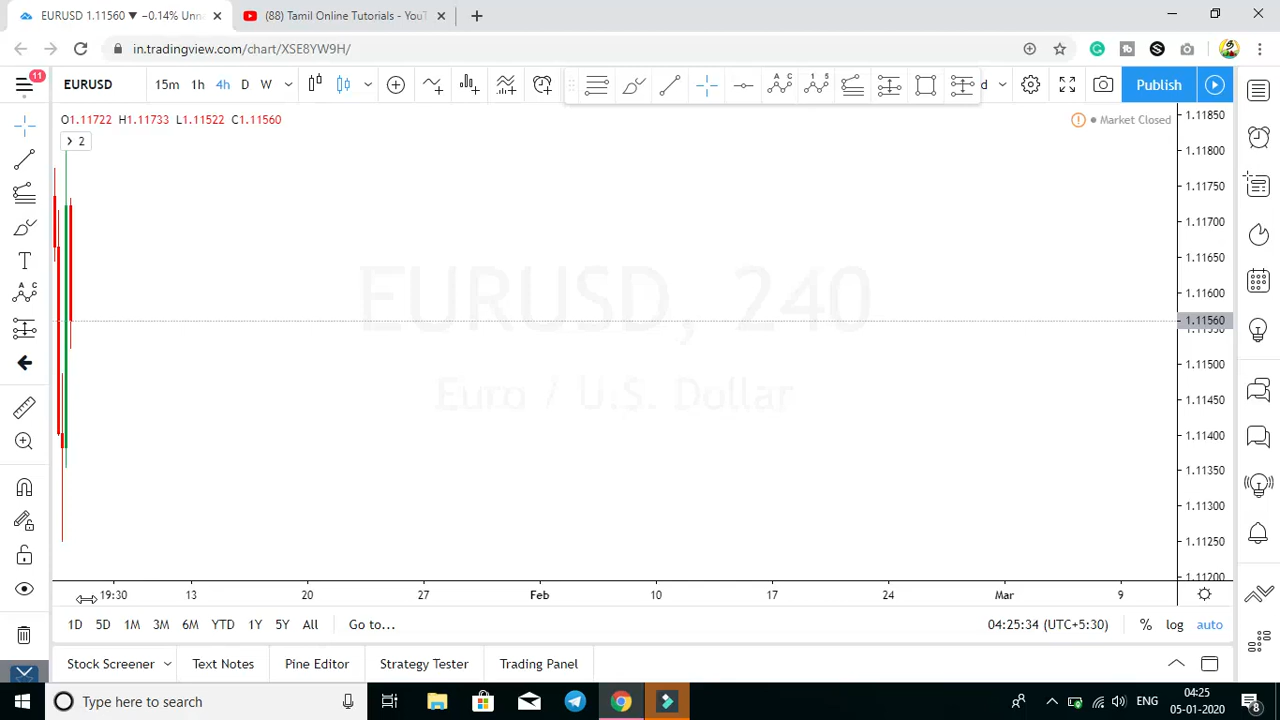 EURUSD 1.11560 ▼ −0.14% Unna
(88) Tamil Online Tutorials - YouT
in.tradingview.com/chart/XSE8YW9H/
11
EURUSD 15m 1h 4h D W
Publish
O1.11722 H1.11733 L1.11522 C1.11560
2
Market Closed
EURUSD, 240
Euro / U.S. Dollar
1.11850
1.11800
1.11750
1.11700
1.11650
1.11600
1.11560
1.11550
1.11500
1.11450
1.11400
1.11350
1.11300
1.11250
1.11200
19:30 13 20 27 Feb 10 17 24 Mar 9
1D 5D 1M 3M 6M YTD 1Y 5Y All Go to... 04:25:34 (UTC+5:30) % log auto
Stock Screener Text Notes Pine Editor Strategy Tester Trading Panel
Type here to search
ENG
04:25
05-01-2020
8